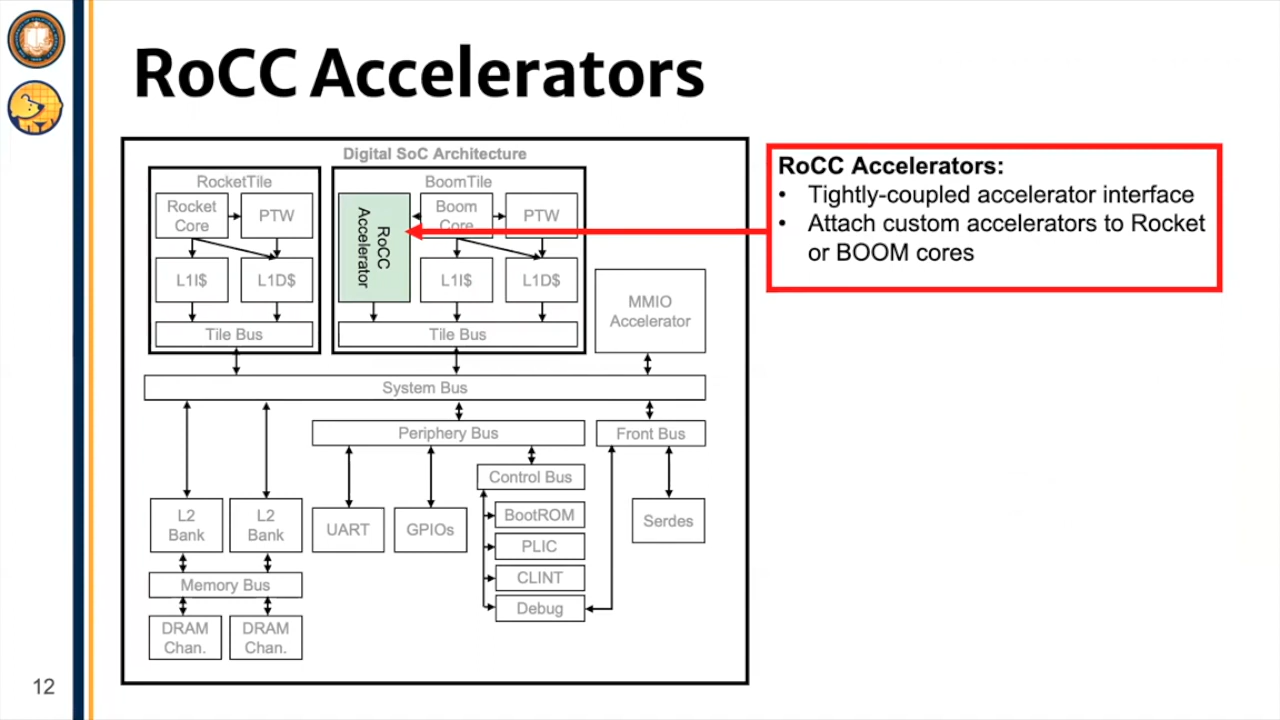 RoCC Accelerators
Digital SoC Architecture
RocketTile
Rocket
Core
PTW
L1I$
L1D$
Tile Bus
BoomTile
RoCC
Accelerator
Boom
Core
PTW
L1I$
L1D$
Tile Bus
MMIO
Accelerator
System Bus
Periphery Bus
Front Bus
Control Bus
L2
Bank
L2
Bank
UART
GPIOs
BootROM
PLIC
CLINT
Debug
Serdes
Memory Bus
DRAM
Chan.
DRAM
Chan.
RoCC Accelerators:
• Tightly-coupled accelerator interface
• Attach custom accelerators to Rocket
or BOOM cores
12